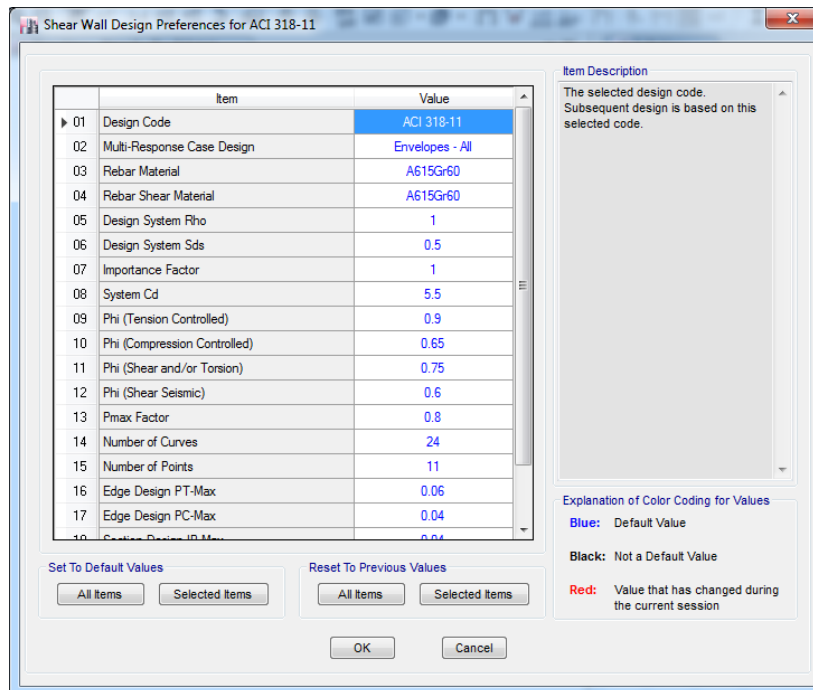 Shear Wall Design Preferences for ACI 318-11
Item Value
01 Design Code ACI 318-11
02 Multi-Response Case Design Envelopes - All
03 Rebar Material A615Gr60
04 Rebar Shear Material A615Gr60
05 Design System Rho 1
06 Design System Sds 0.5
07 Importance Factor 1
08 System Cd 5.5
09 Phi (Tension Controlled) 0.9
10 Phi (Compression Controlled) 0.65
11 Phi (Shear and/or Torsion) 0.75
12 Phi (Shear Seismic) 0.6
13 Pmax Factor 0.8
14 Number of Curves 24
15 Number of Points 11
16 Edge Design PT-Max 0.06
17 Edge Design PC-Max 0.04
Item Description
The selected design code.
Subsequent design is based on this
selected code.
Explanation of Color Coding for Values
Blue: Default Value
Black: Not a Default Value
Red: Value that has changed during
the current session
Set To Default Values
All Items Selected Items
Reset To Previous Values
All Items Selected Items
OK Cancel